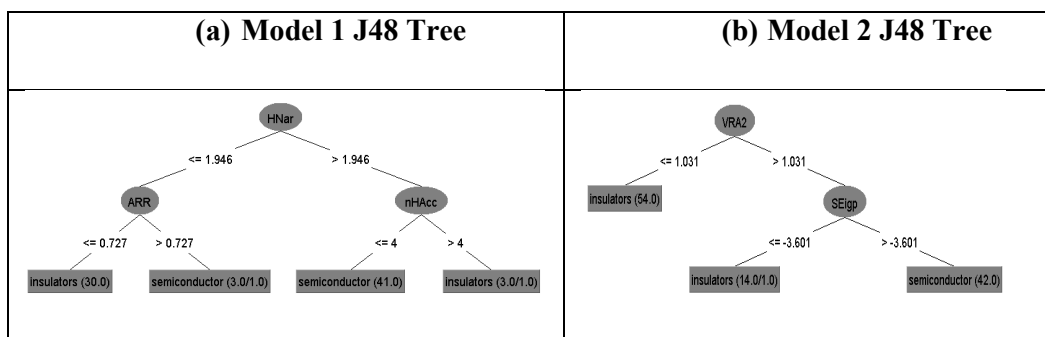 (a) Model 1 J48 Tree
(b) Model 2 J48 Tree
HNar
<= 1.946
> 1.946
ARR
nHAcc
<= 0.727
> 0.727
<= 4
> 4
insulators (30.0)
semiconductor (3.0/1.0)
semiconductor (41.0)
insulators (3.0/1.0)
VRA2
<= 1.031
> 1.031
insulators (54.0)
SEigp
<= -3.601
> -3.601
insulators (14.0/1.0)
semiconductor (42.0)